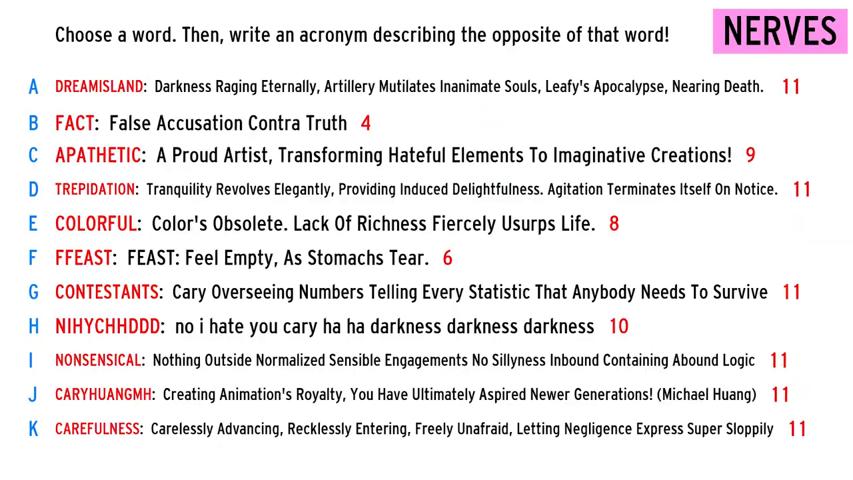 Choose a word. Then, write an acronym describing the opposite of that word! NERVES
A DREAMISLAND: Darkness Raging Eternally, Artillery Mutilates Inanimate Souls, Leafy's Apocalypse, Nearing Death. 11
B FACT: False Accusation Contra Truth 4
C APATHETIC: A Proud Artist, Transforming Hateful Elements To Imaginative Creations! 9
D TREPIDATION: Tranquility Revolves Elegantly, Providing Induced Delightfulness. Agitation Terminates Itself On Notice. 11
E COLORFUL: Color's Obsolete. Lack Of Richness Fiercely Usurps Life. 8
F FFEAST: FEAST: Feel Empty, As Stomachs Tear. 6
G CONTESTANTS: Cary Overseeing Numbers Telling Every Statistic That Anybody Needs To Survive 11
H NIHYCHHDDD: no i hate you cary ha ha darkness darkness darkness 10
I NONSENSICAL: Nothing Outside Normalized Sensible Engagements No Sillyness Inbound Containing Abound Logic 11
J CARYHUANGMH: Creating Animation's Royalty, You Have Ultimately Aspired Newer Generations! (Michael Huang) 11
K CAREFULNESS: Carelessly Advancing, Recklessly Entering, Freely Unafraid, Letting Negligence Express Super Sloppily 11